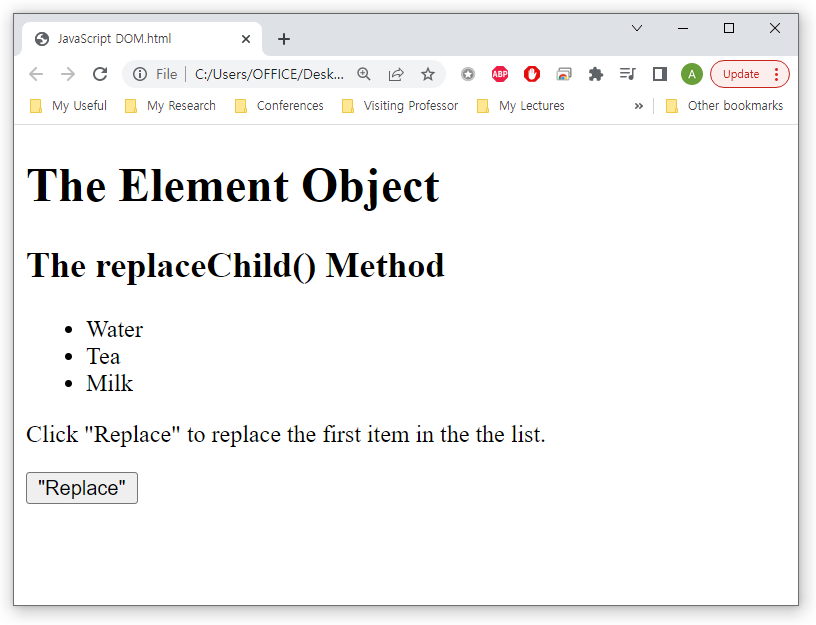 JavaScript DOM.html
File C:/Users/OFFICE/Desk... ABP A Update
My Useful My Research Conferences Visiting Professor My Lectures » Other bookmarks
The Element Object
The replaceChild() Method
• Water
• Tea
• Milk
Click "Replace" to replace the first item in the the list.
"Replace"